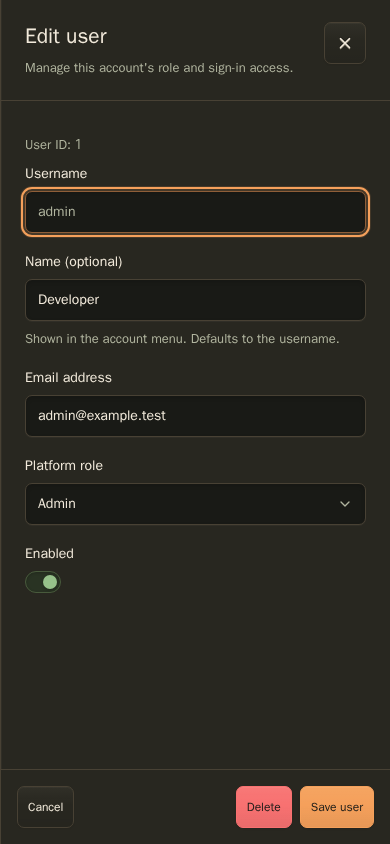 Edit user
Manage this account's role and sign-in access.
User ID: 1
Username
admin
Name (optional)
Developer
Shown in the account menu. Defaults to the username.
Email address
admin@example.test
Platform role
Admin
Enabled
Cancel
Delete
Save user